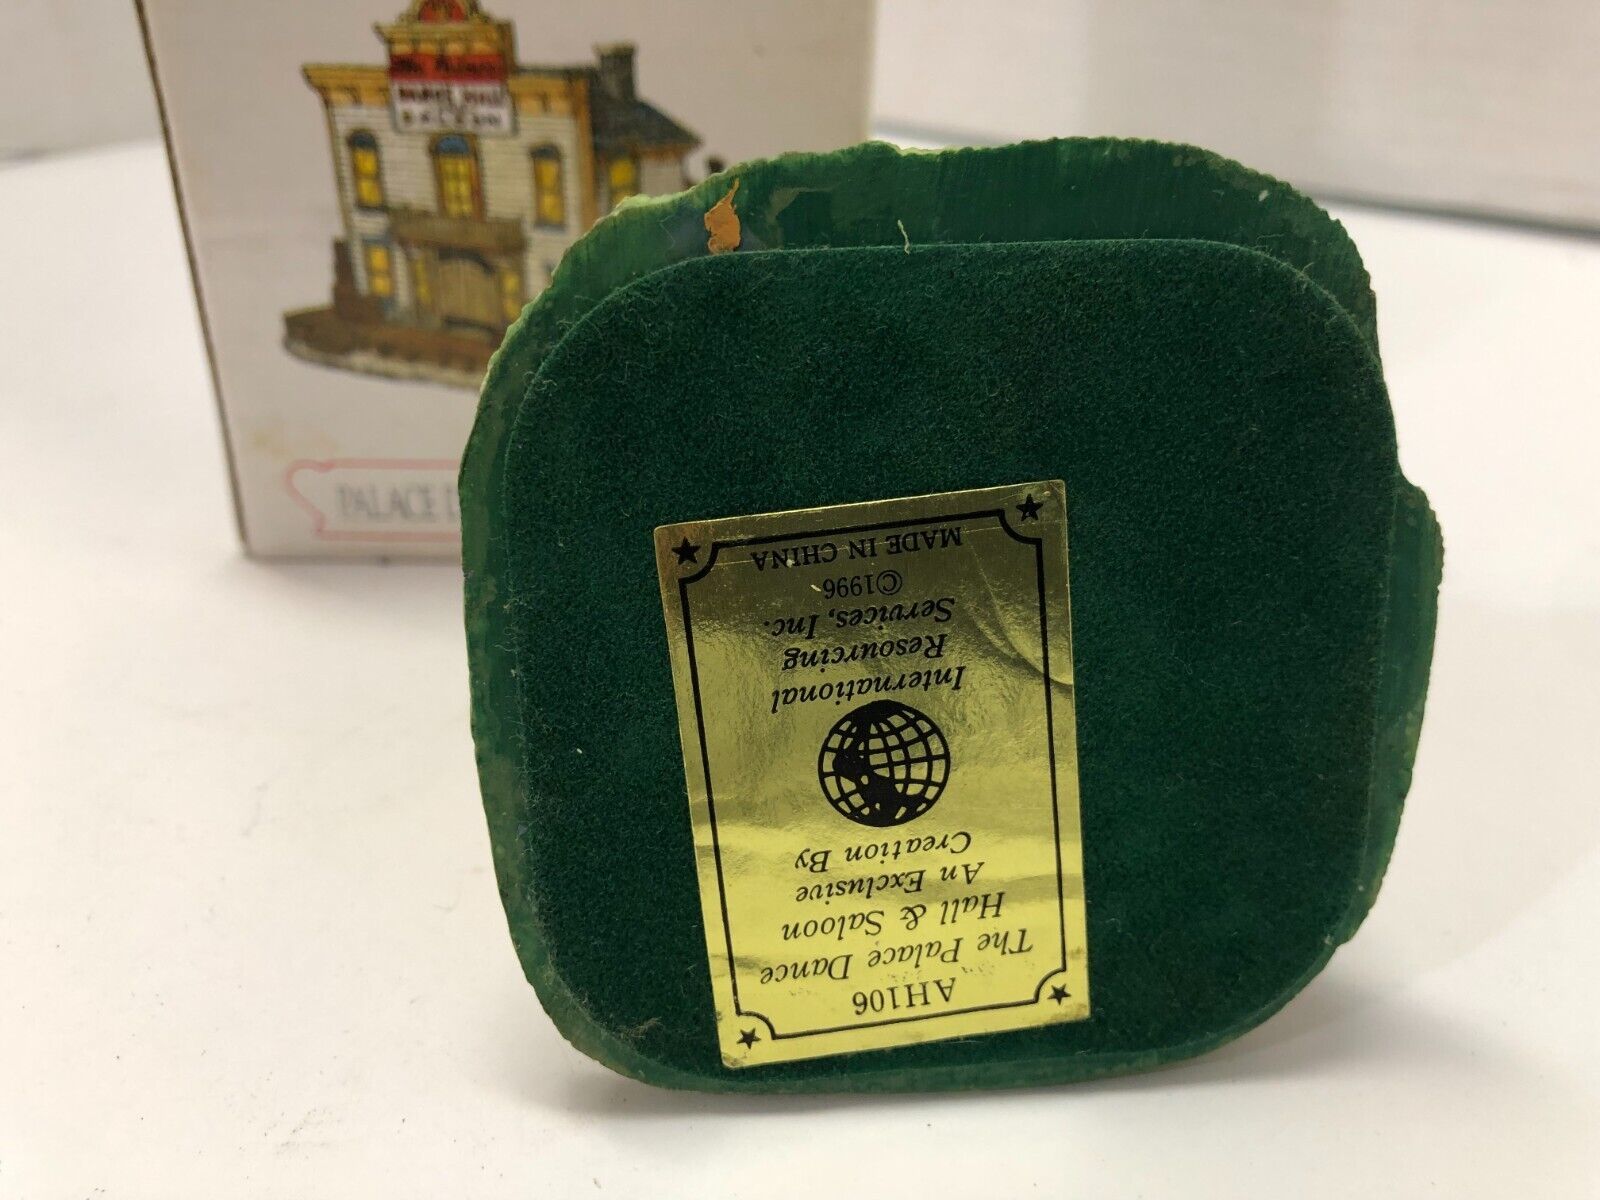 AH106
The Palace Dance
Hall & Saloon
An Exclusive
Creation By
International
Resourcing
Services, Inc.
©1996
MADE IN CHINA
SALOON
PALACE D